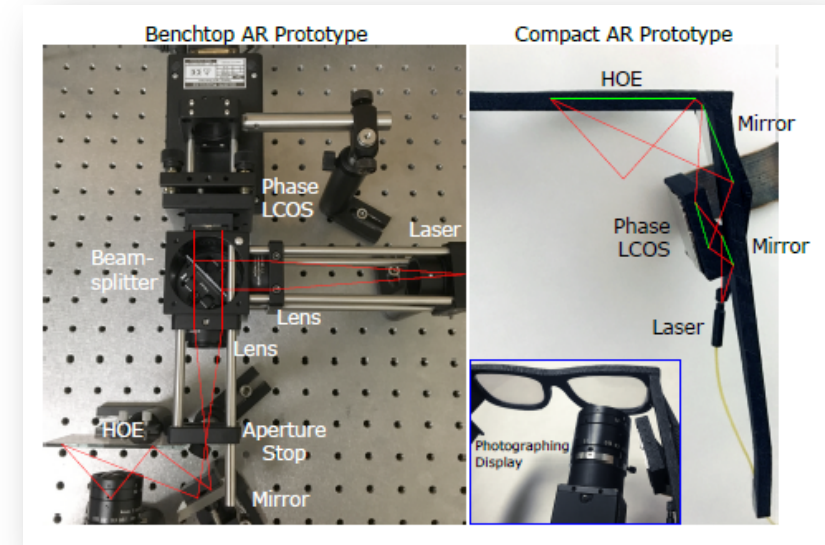 Benchtop AR Prototype
Compact AR Prototype
Phase
LCOS
Laser
Beam-
splitter
Lens
Lens
HOE
Aperture
Stop
Mirror
HOE
Mirror
Phase
LCOS
Mirror
Laser
Photographing
Display